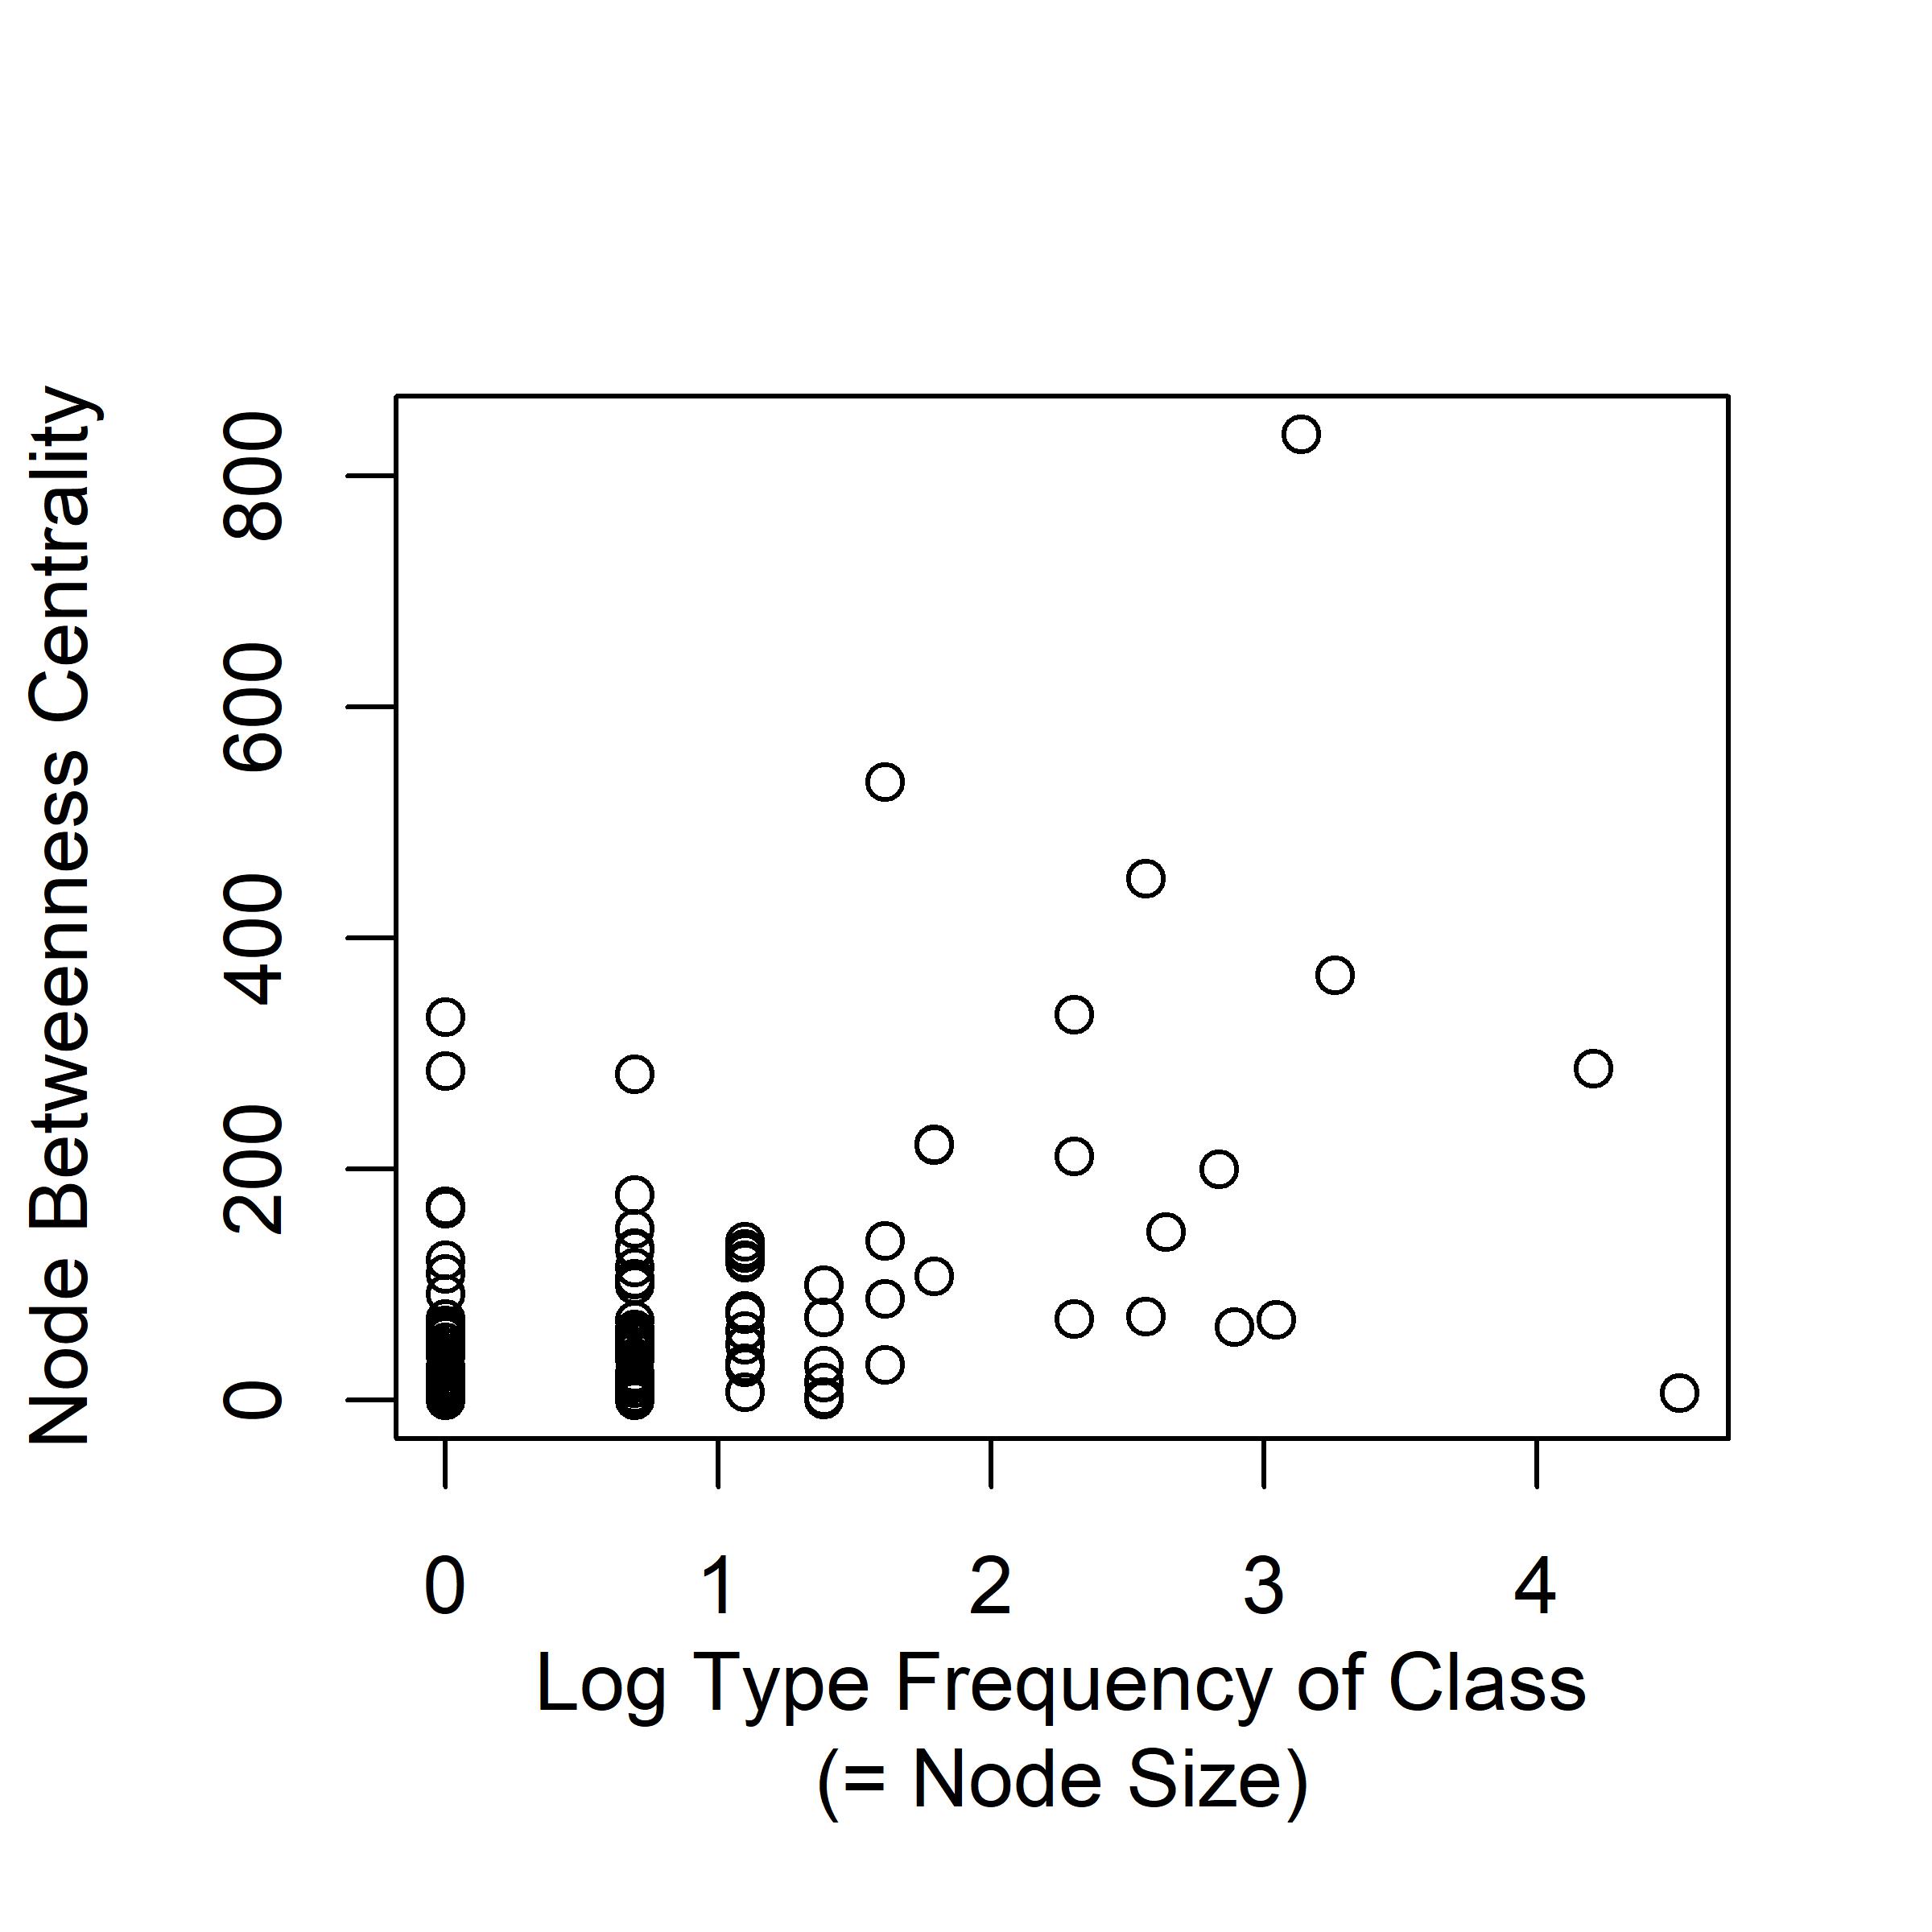 Node Betweenness Centrality
800
600
400
200
0
0 1 2 3 4
Log Type Frequency of Class
(= Node Size)